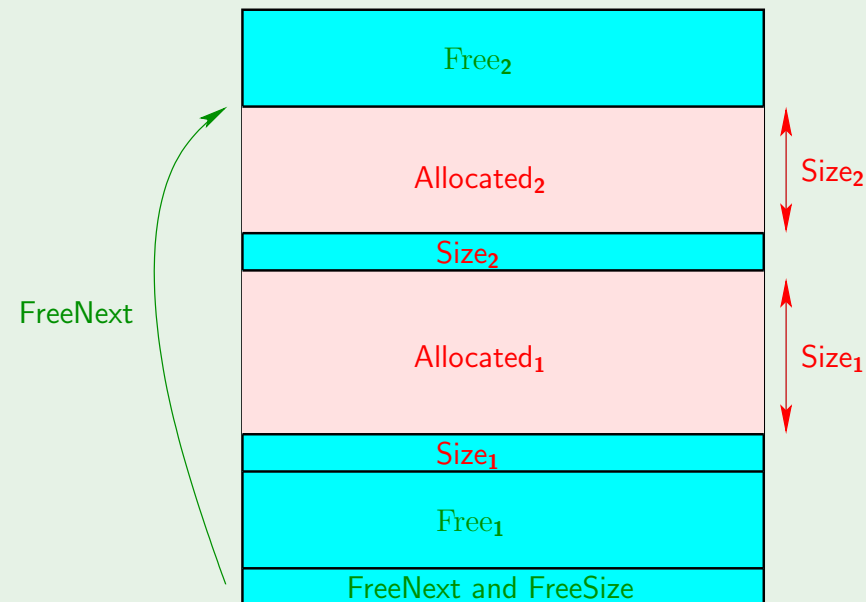 Free₂
Allocated₂
Size₂
Size₂
FreeNext
Allocated₁
Size₁
Size₁
Free₁
FreeNext and FreeSize